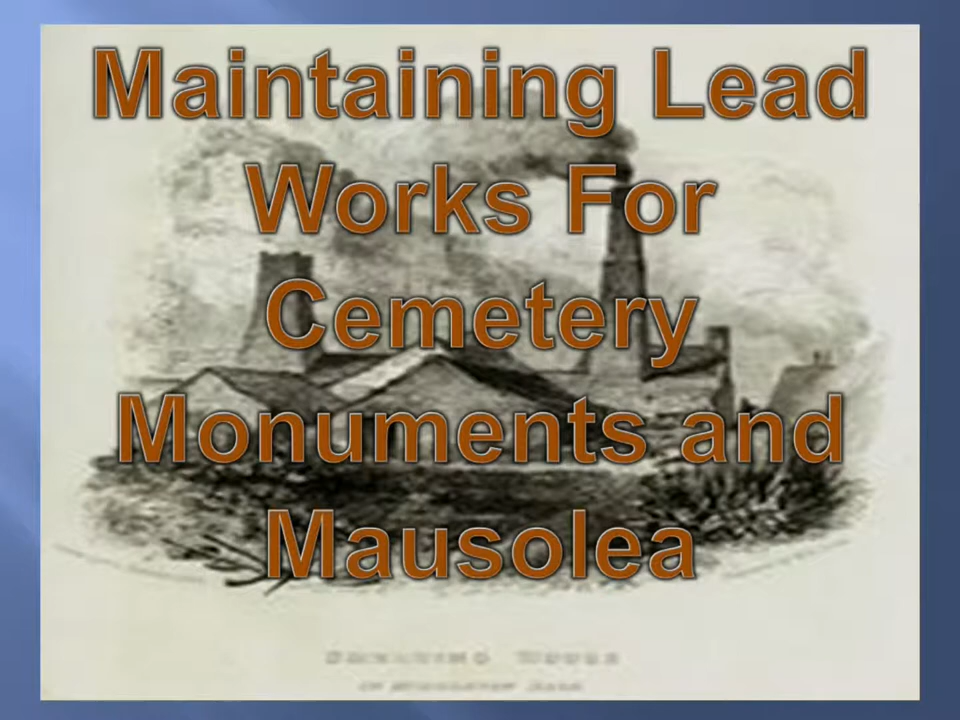 Maintaining Lead
Works For
Cemetery
Monuments and
Mausolea